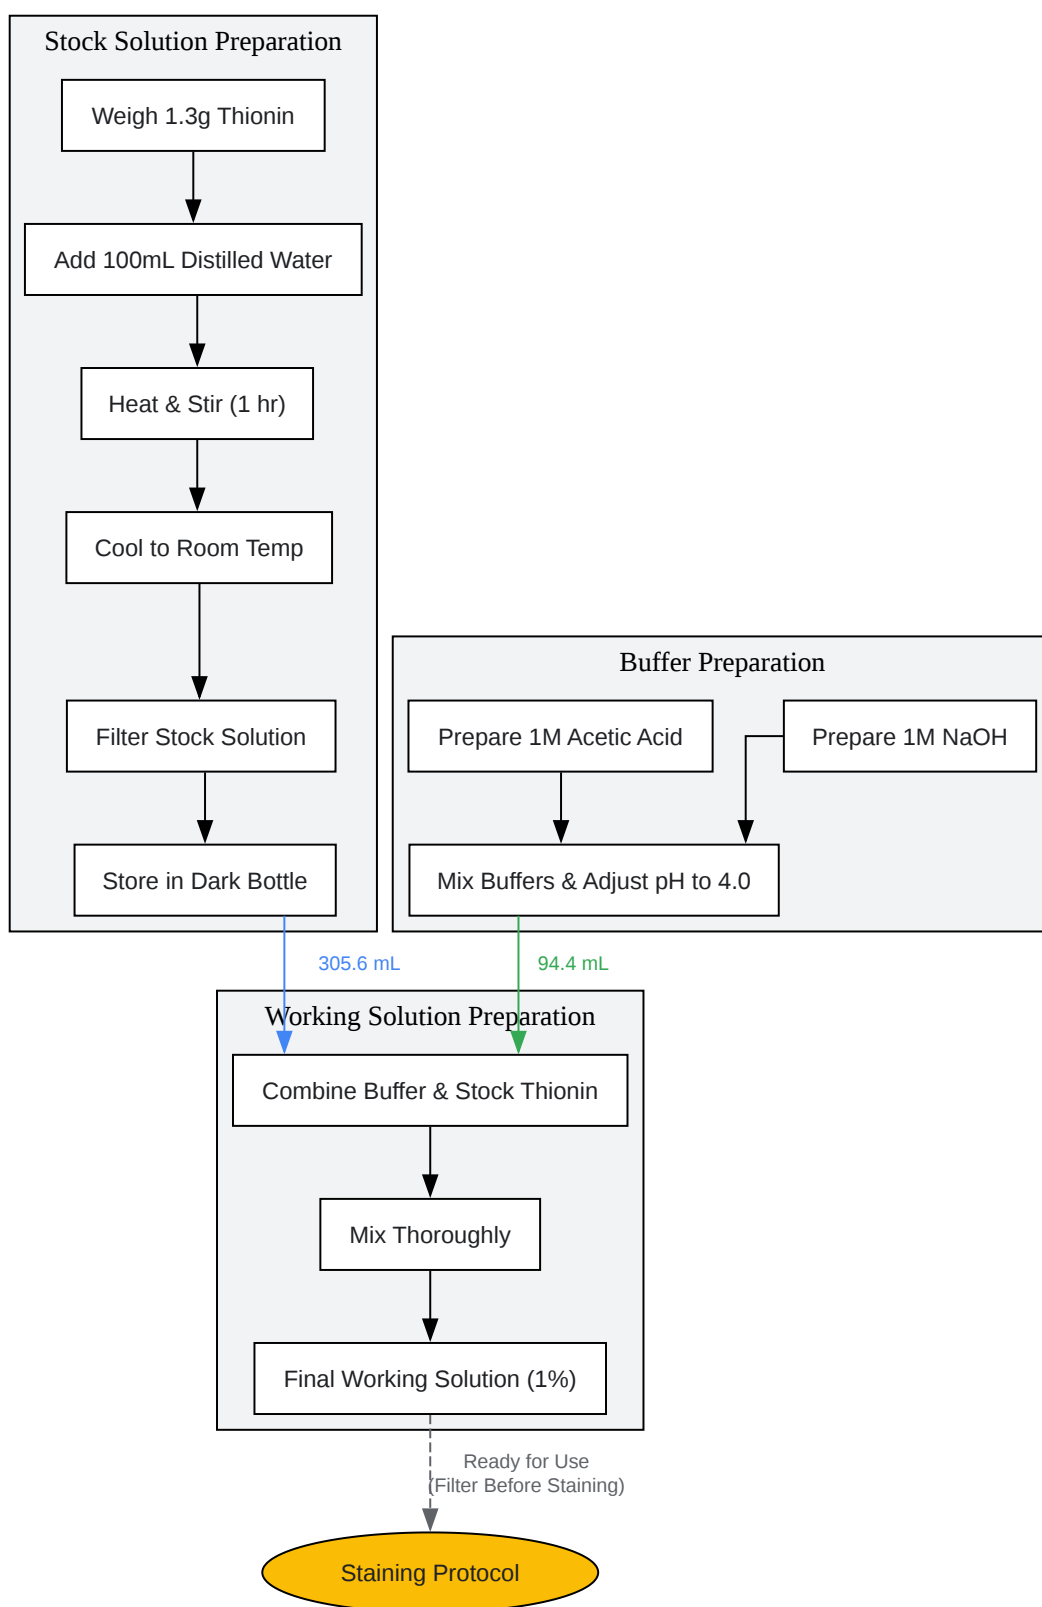 Stock Solution Preparation
Weigh 1.3g Thionin
Add 100mL Distilled Water
Heat & Stir (1 hr)
Cool to Room Temp
Filter Stock Solution
Store in Dark Bottle
Buffer Preparation
Prepare 1M Acetic Acid
Prepare 1M NaOH
Mix Buffers & Adjust pH to 4.0
305.6 mL
94.4 mL
Working Solution Preparation
Combine Buffer & Stock Thionin
Mix Thoroughly
Final Working Solution (1%)
Ready for Use
(Filter Before Staining)
Staining Protocol